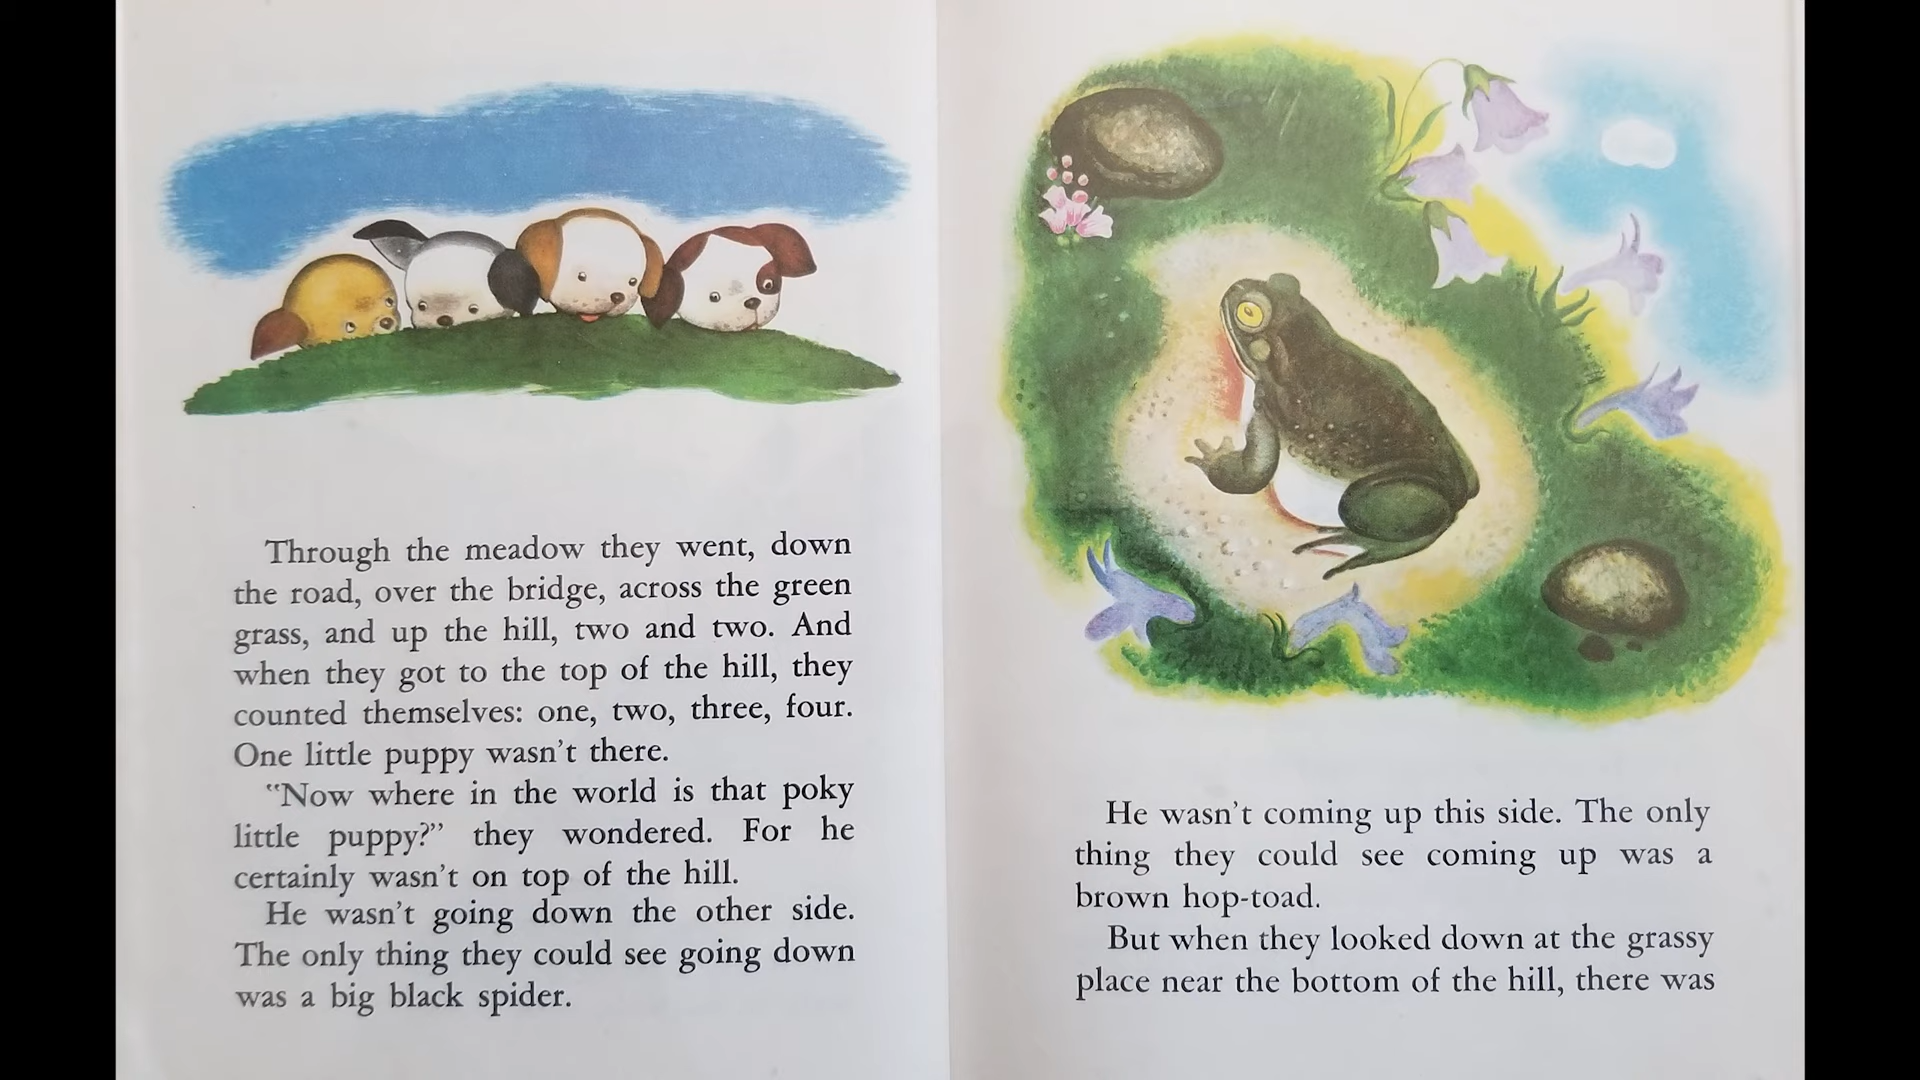 Through the meadow they went, down
the road, over the bridge, across the green
grass, and up the hill, two and two. And
when they got to the top of the hill, they
counted themselves: one, two, three, four.
One little puppy wasn't there.
"Now where in the world is that poky
little puppy?" they wondered. For he
certainly wasn't on top of the hill.
He wasn't going down the other side.
The only thing they could see going down
was a big black spider.
He wasn't coming up this side. The only
thing they could see coming up was a
brown hop-toad.
But when they looked down at the grassy
place near the bottom of the hill, there was